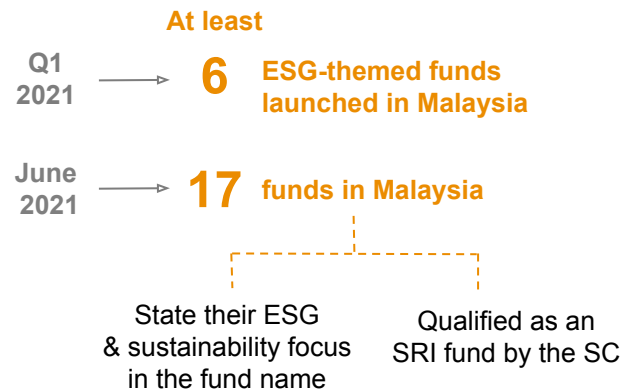 At least
Q1
2021
6
ESG-themed funds
launched in Malaysia
June
2021
17
funds in Malaysia
State their ESG
& sustainability focus
in the fund name
Qualified as an
SRI fund by the SC